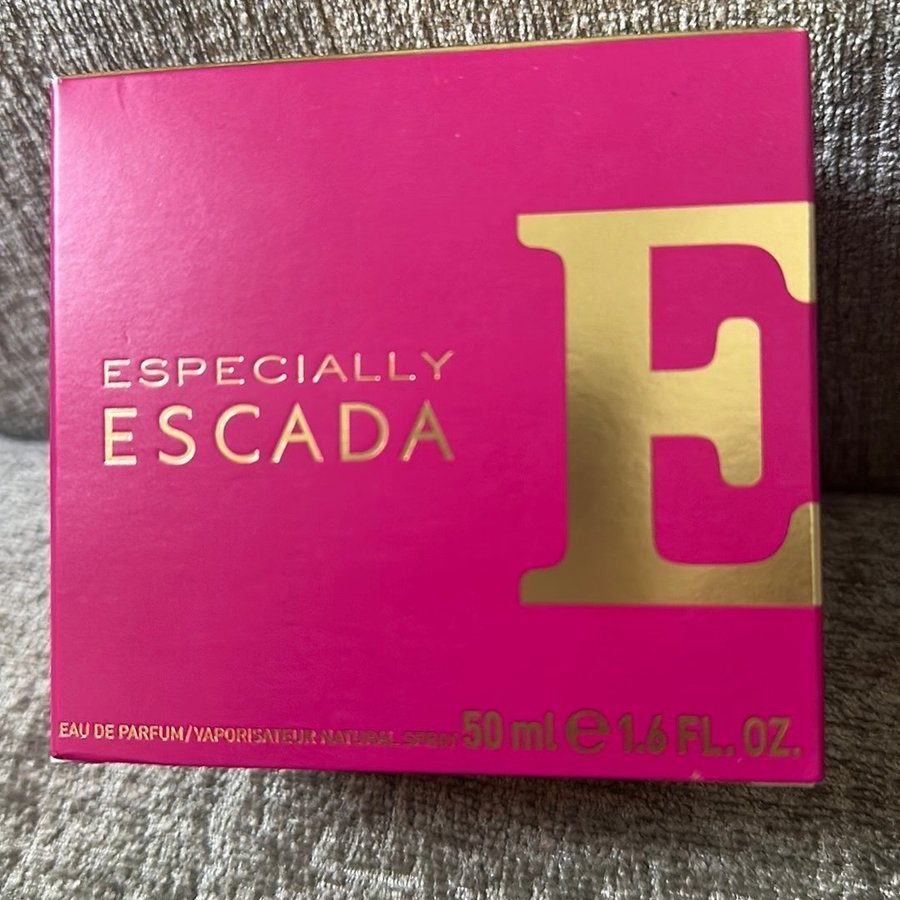 ESPECIALLY
ESCADA
E
EAU DE PARFUM/VAPORISATEUR NATURAL SPRAY 50 ml ℮ 1.6 FL. OZ.